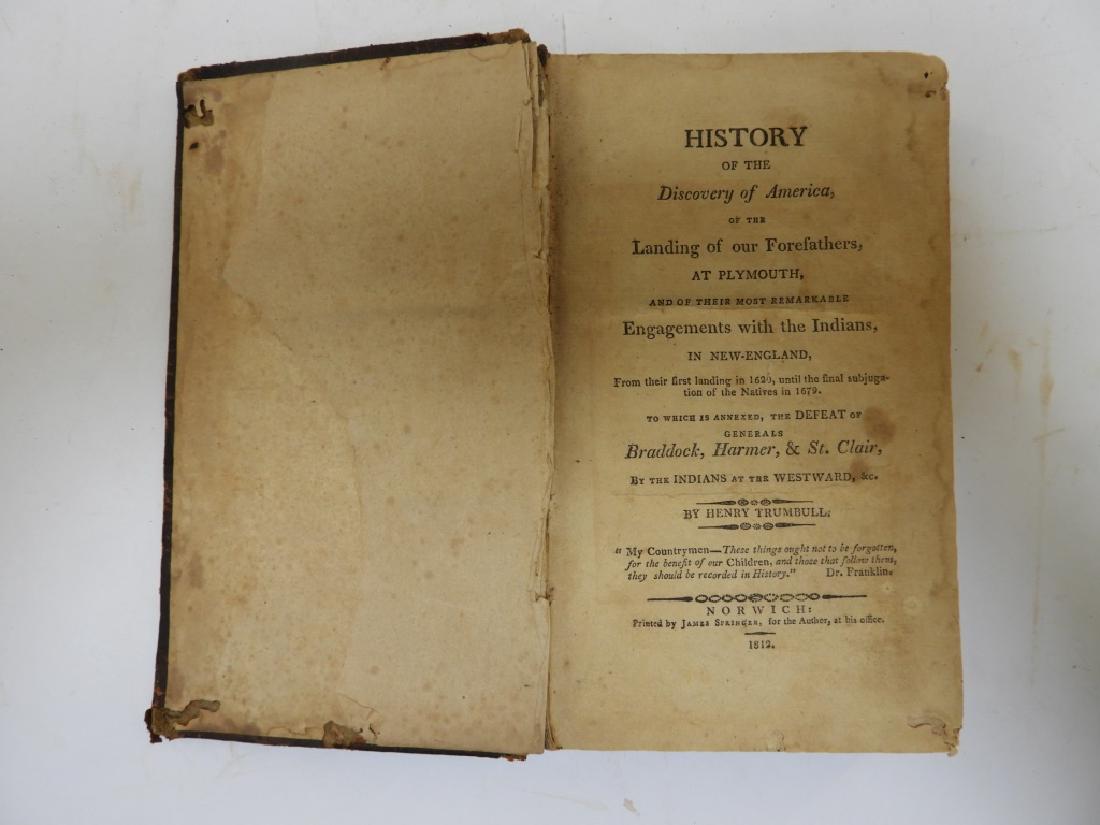 HISTORY
OF THE
Discovery of America,
OF THE
Landing of our Forefathers,
AT PLYMOUTH,
AND OF THEIR MOST REMARKABLE
Engagements with the Indians,
IN NEW-ENGLAND,
From their first landing in 1620, until the final subjuga-
tion of the Natives in 1679.
TO WHICH IS ANNEXED, THE DEFEAT OF
GENERALS
Braddock, Harmer, & St. Clair,
BY THE INDIANS AT THE WESTWARD, &c.
BY HENRY TRUMBULL.
" My Countrymen—These things ought not to be forgotten,
for the benefit of our Children, and those that follow them,
they should be recorded in History." Dr. Franklin.
NORWICH:
Printed by JAMES SPRINGER, for the Author, at his office.
1812.